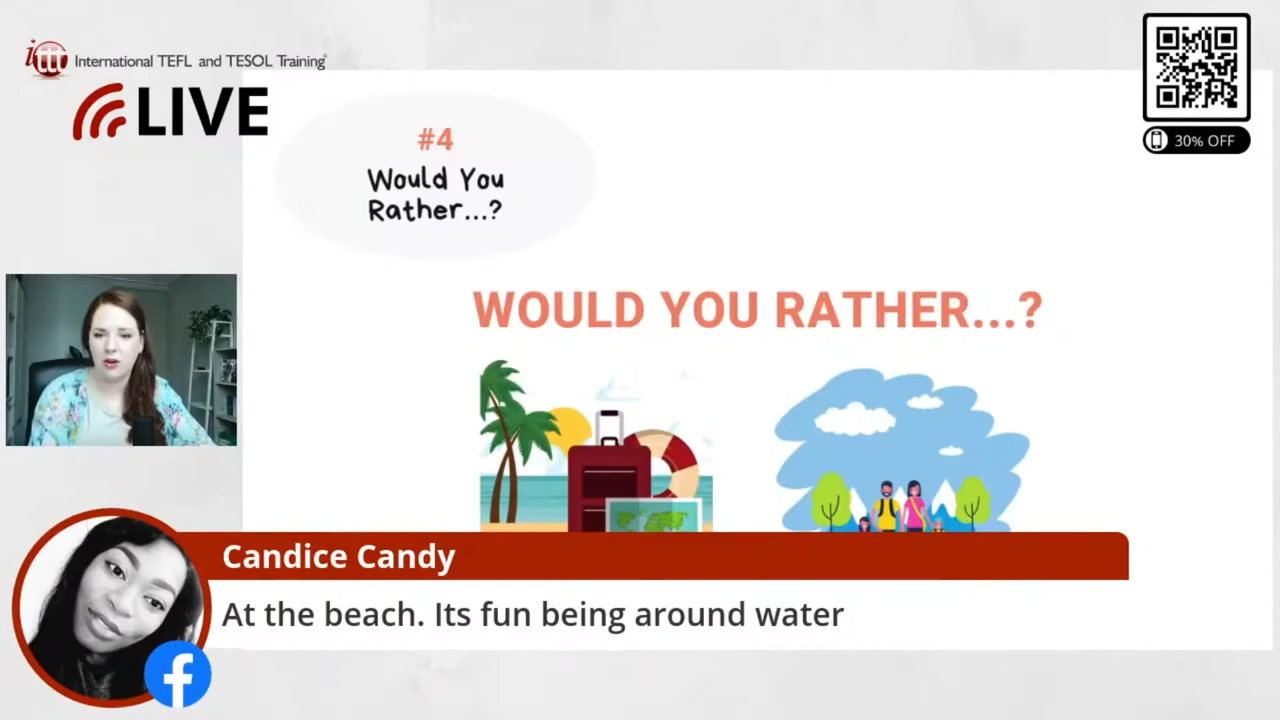 ittt International TEFL and TESOL Training
LIVE
30% OFF
#4
Would You
Rather...?
WOULD YOU RATHER...?
Candice Candy
At the beach. Its fun being around water